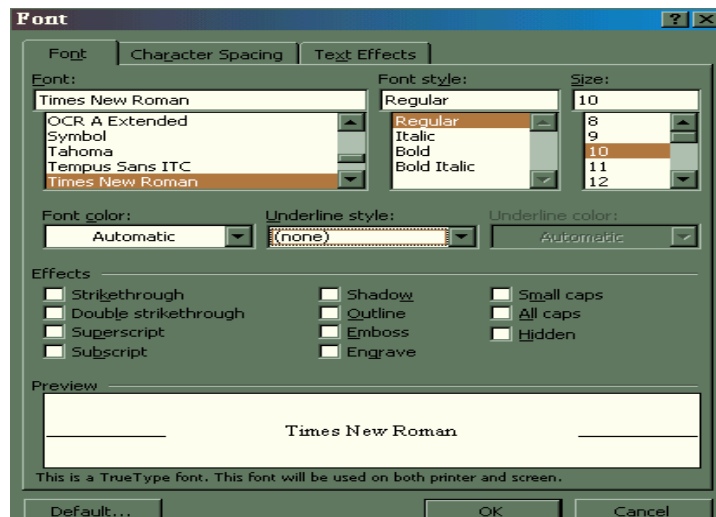 Font
Font Character Spacing Text Effects
Font: Font style: Size:
Times New Roman Regular 10
OCR A Extended Regular 8
Symbol Italic 9
Tahoma Bold 10
Tempus Sans ITC Bold Italic 11
Times New Roman 12
Font color: Underline style: Underline color:
Automatic (none) Automatic
Effects
Strikethrough Shadow Small caps
Double strikethrough Outline All caps
Superscript Emboss Hidden
Subscript Engrave
Preview
Times New Roman
This is a TrueType font. This font will be used on both printer and screen.
Default... OK Cancel